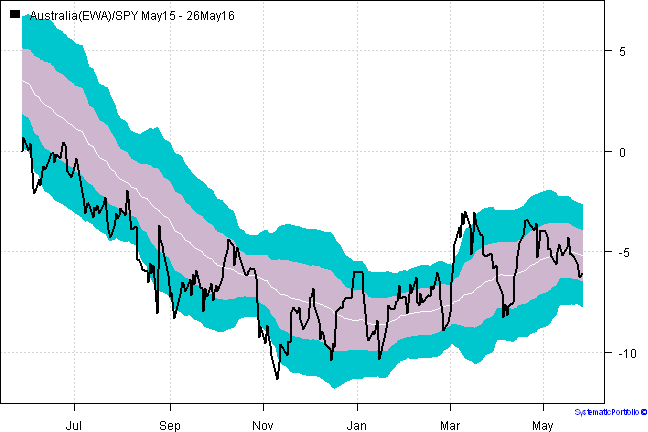 Australia(EWA)/SPY May15 - 26May16
5
0
-5
-10
Jul Sep Nov Jan Mar May
SystematicPortfolio ©